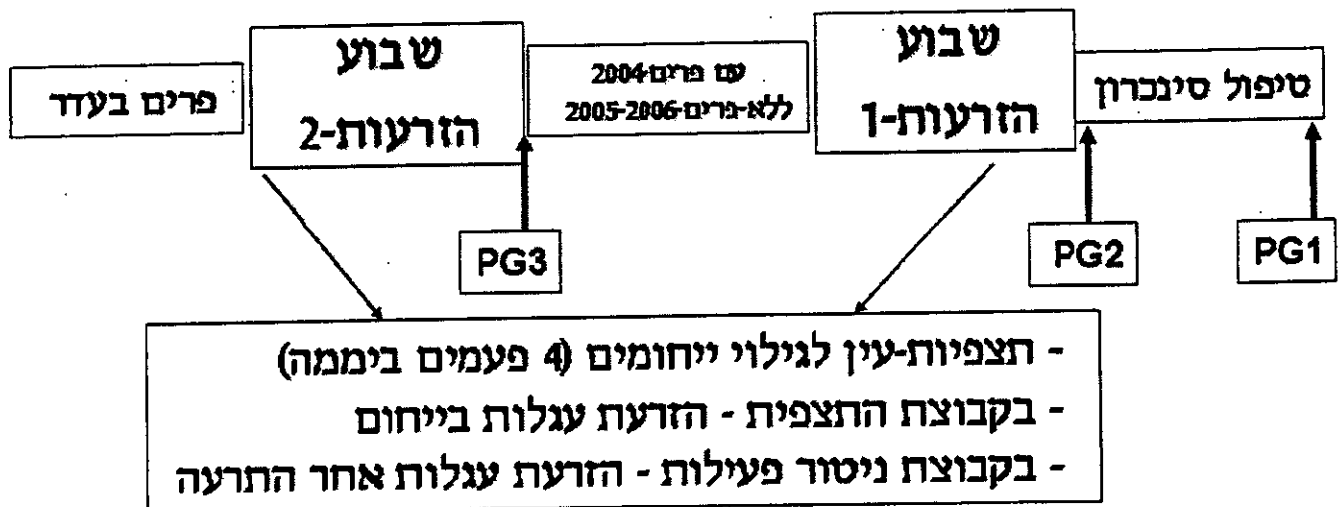 טיפול סינכרון
שבוע
הזרעות-1
עם פרים-2004
ללא-פרים-2005-2006
שבוע
הזרעות-2
פרים בעדר
PG1
PG2
PG3
- תצפיות-עין לגילוי ייחומים (4 פעמים ביממה)
- בקבוצת התצפית - הזרעת עגלות בייחום
- בקבוצת ניטור פעילות - הזרעת עגלות אחר התרעה